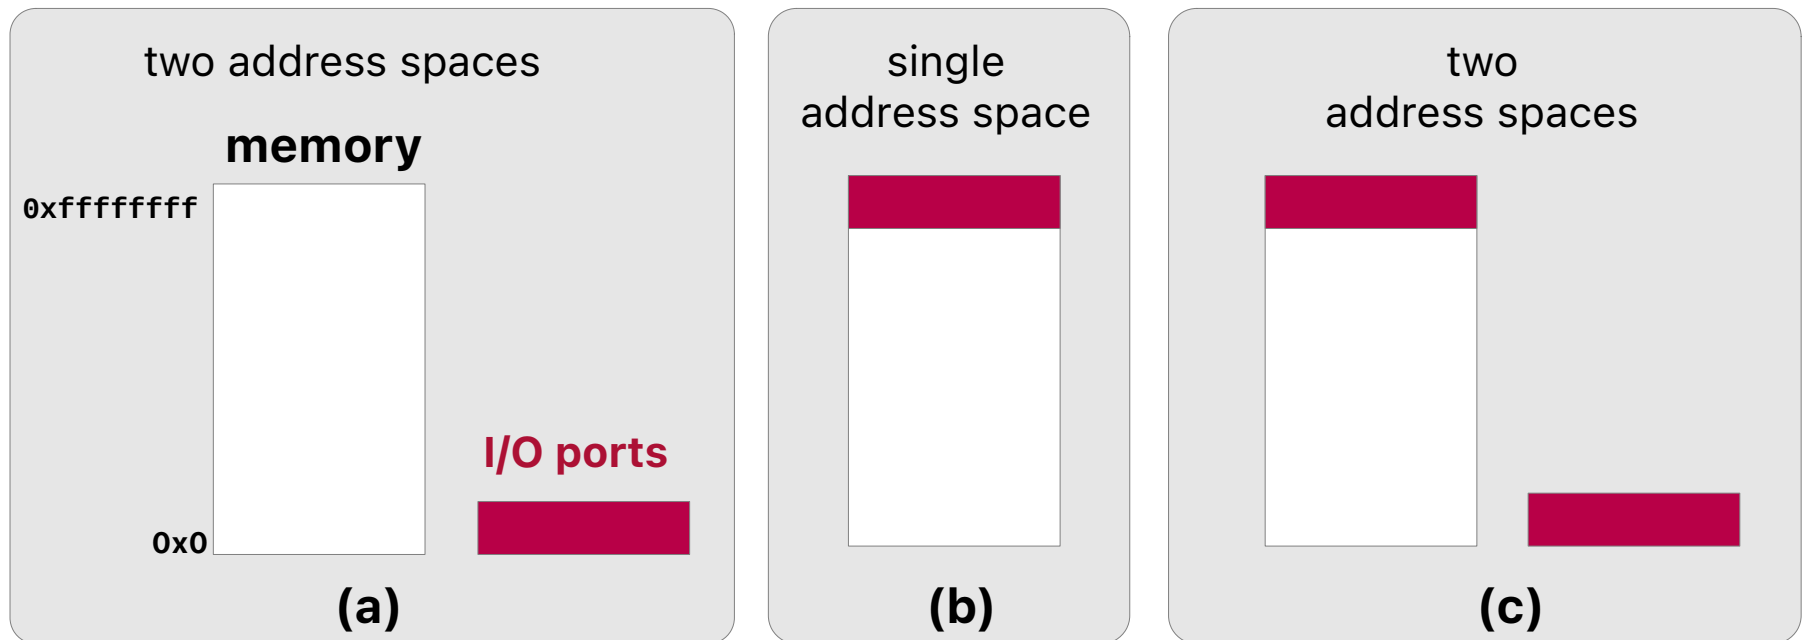 two address spaces
memory
0xffffffff
I/O ports
0x0
(a)
single
address space
(b)
two
address spaces
(c)